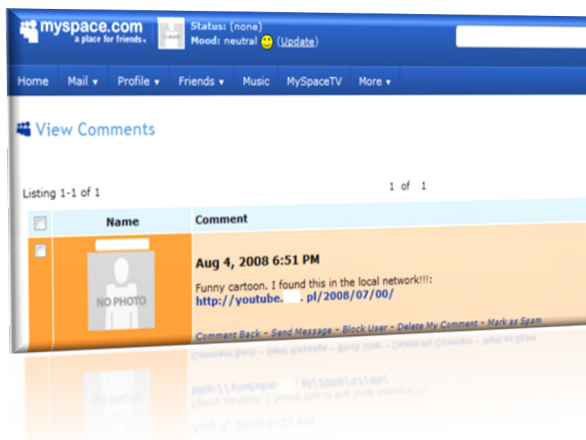 myspace.com
a place for friends.
Status: (none)
Mood: neutral (Update)
Home Mail Profile Friends Music MySpaceTV More
View Comments
Listing 1-1 of 1
1 of 1
Name Comment
NO PHOTO
Aug 4, 2008 6:51 PM
Funny cartoon. I found this in the local network!!!:
http://youtube. . pl/2008/07/00/
Comment Back - Send Message - Block User - Delete My Comment - Mark as Spam